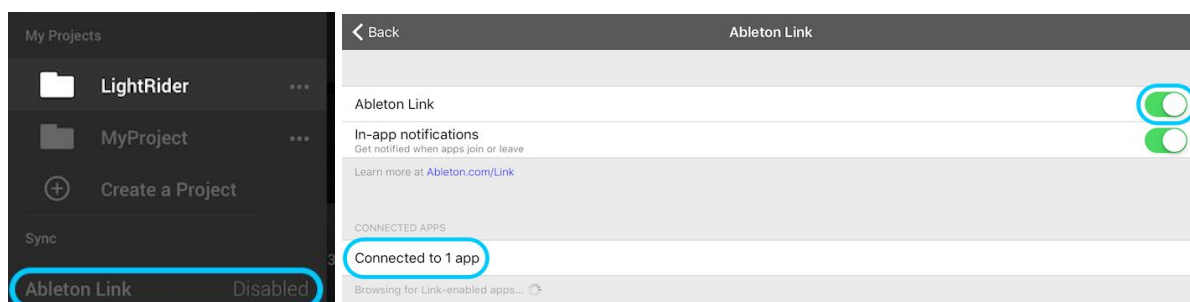 My Projects
LightRider
MyProject
Create a Project
Sync
3
Ableton Link Disabled
Back
Ableton Link
Ableton Link
In-app notifications
Get notified when apps join or leave
Learn more at Ableton.com/Link
CONNECTED APPS
Connected to 1 app
Browsing for Link-enabled apps...